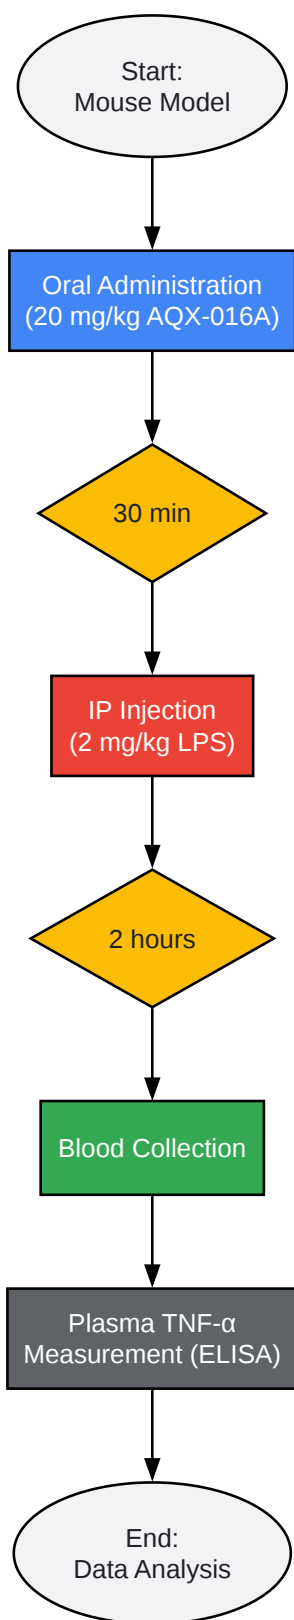 Start:
Mouse Model
Oral Administration
(20 mg/kg AQX-016A)
30 min
IP Injection
(2 mg/kg LPS)
2 hours
Blood Collection
Plasma TNF-α
Measurement (ELISA)
End:
Data Analysis